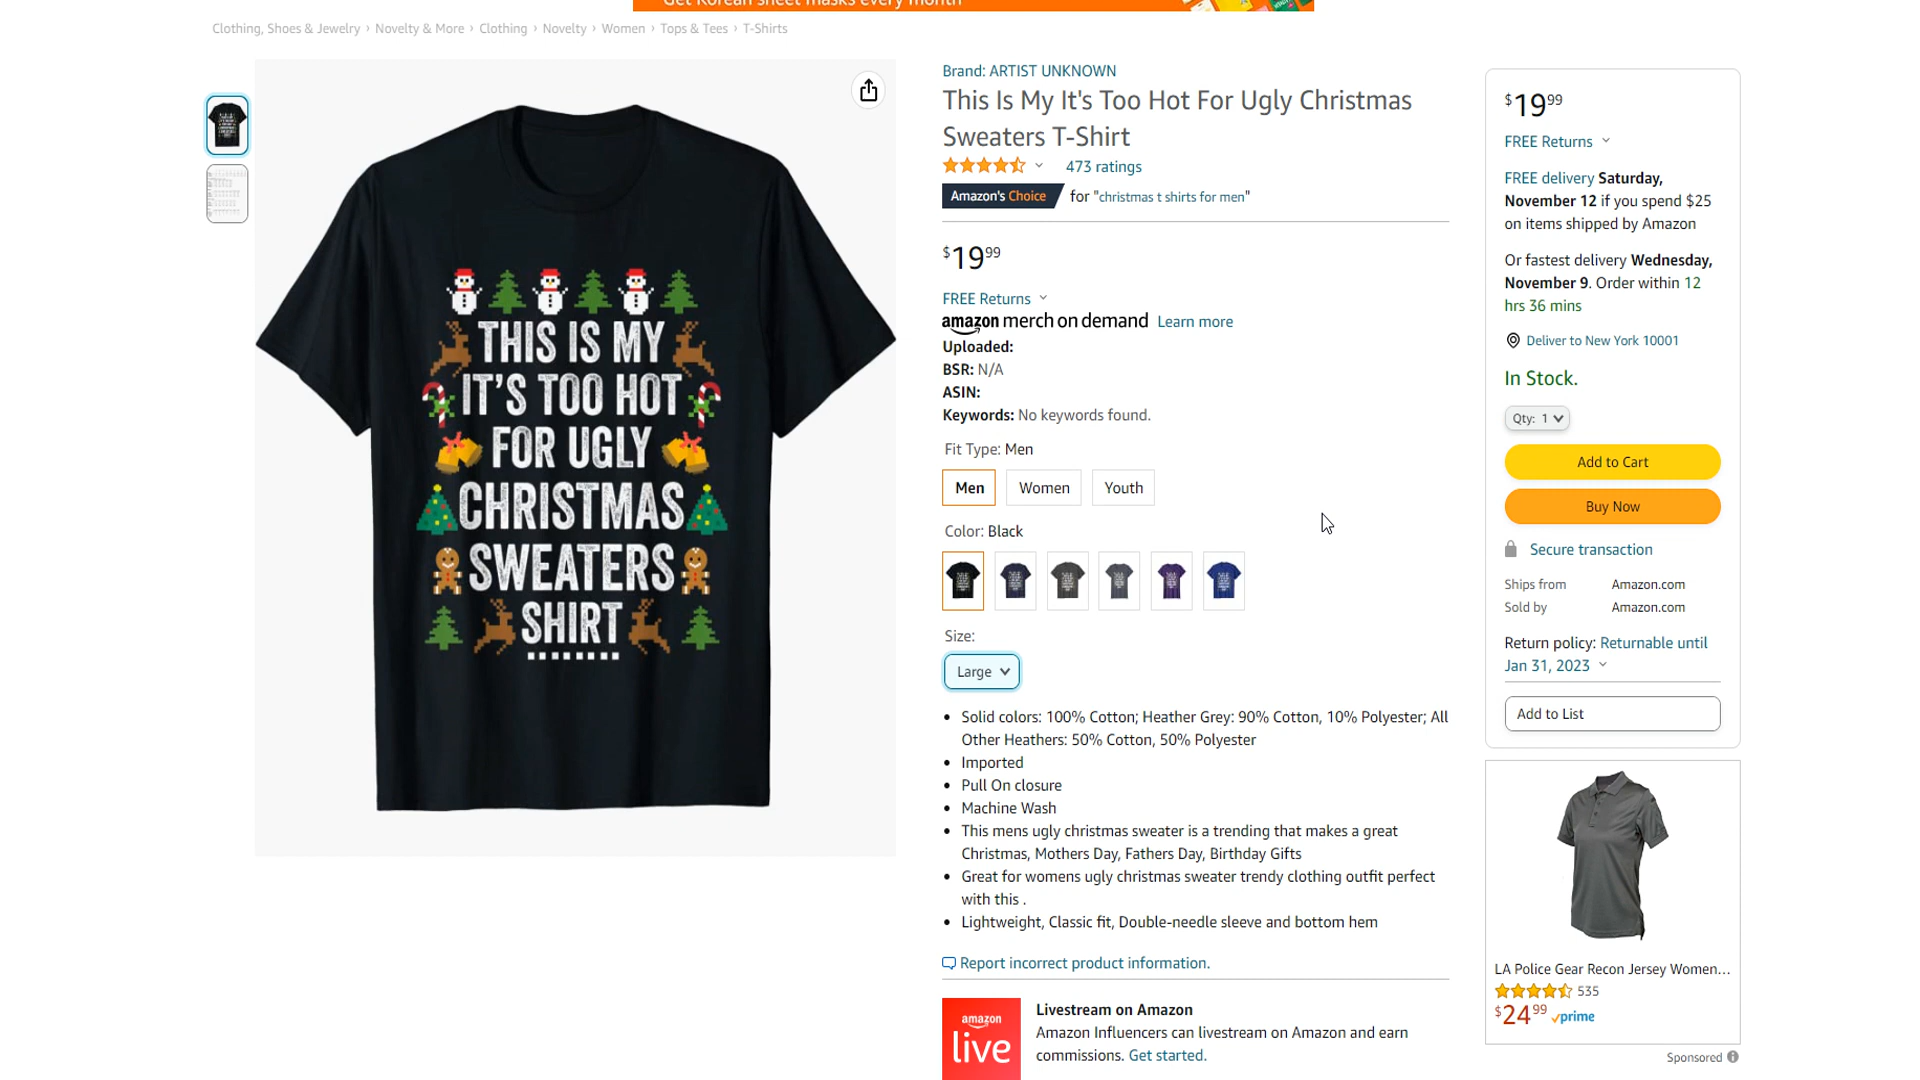 Get Korean sheet masks every month
Clothing, Shoes & Jewelry › Novelty & More › Clothing › Novelty › Women › Tops & Tees › T-Shirts
THIS IS MY
IT'S TOO HOT
FOR UGLY
CHRISTMAS
SWEATERS
SHIRT
Brand: ARTIST UNKNOWN
This Is My It's Too Hot For Ugly Christmas
Sweaters T-Shirt
473 ratings
Amazon's Choice for "christmas t shirts for men"
$19.99
FREE Returns
amazon merch on demand Learn more
Uploaded:
BSR: N/A
ASIN:
Keywords: No keywords found.
Fit Type: Men
Men Women Youth
Color: Black
Size:
Large
• Solid colors: 100% Cotton; Heather Grey: 90% Cotton, 10% Polyester; All
Other Heathers: 50% Cotton, 50% Polyester
• Imported
• Pull On closure
• Machine Wash
• This mens ugly christmas sweater is a trending that makes a great
Christmas, Mothers Day, Fathers Day, Birthday Gifts
• Great for womens ugly christmas sweater trendy clothing outfit perfect
with this .
• Lightweight, Classic fit, Double-needle sleeve and bottom hem
Report incorrect product information.
amazon
live
Livestream on Amazon
Amazon Influencers can livestream on Amazon and earn
commissions. Get started.
$19.99
FREE Returns
FREE delivery Saturday,
November 12 if you spend $25
on items shipped by Amazon
Or fastest delivery Wednesday,
November 9. Order within 12
hrs 36 mins
Deliver to New York 10001
In Stock.
Qty: 1
Add to Cart
Buy Now
Secure transaction
Ships from Amazon.com
Sold by Amazon.com
Return policy: Returnable until
Jan 31, 2023
Add to List
LA Police Gear Recon Jersey Women...
535
$24.99 prime
Sponsored